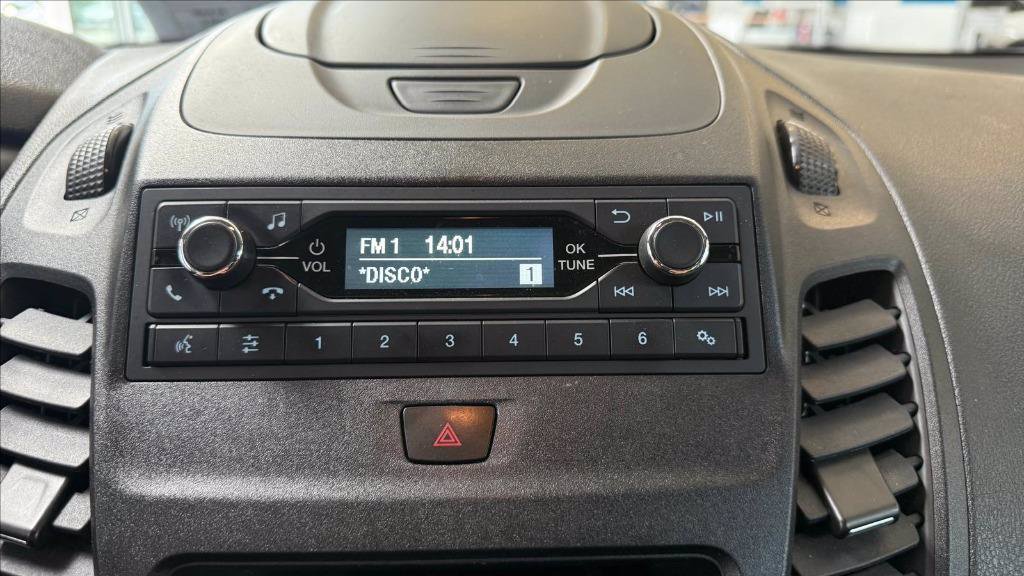 FM 1 14:01
*DISCO* 1
VOL
OK
TUNE
1 2 3 4 5 6